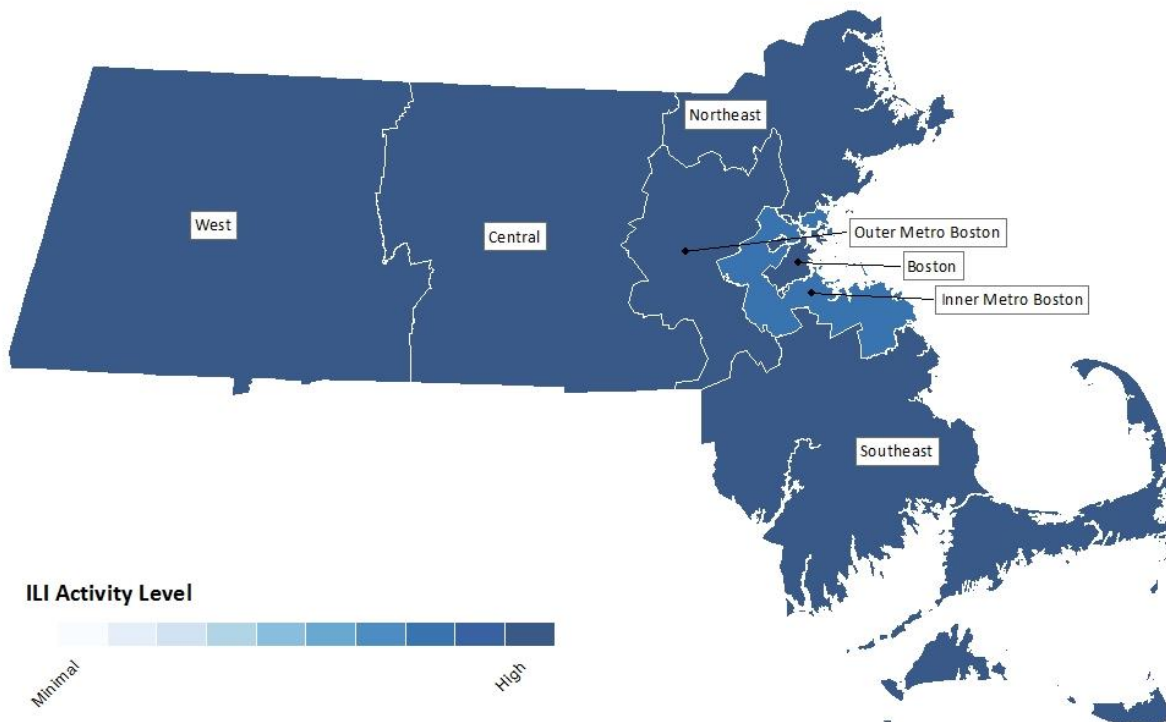 Northeast
West
Central
Outer Metro Boston
Boston
Inner Metro Boston
Southeast
ILI Activity Level
Minimal
High